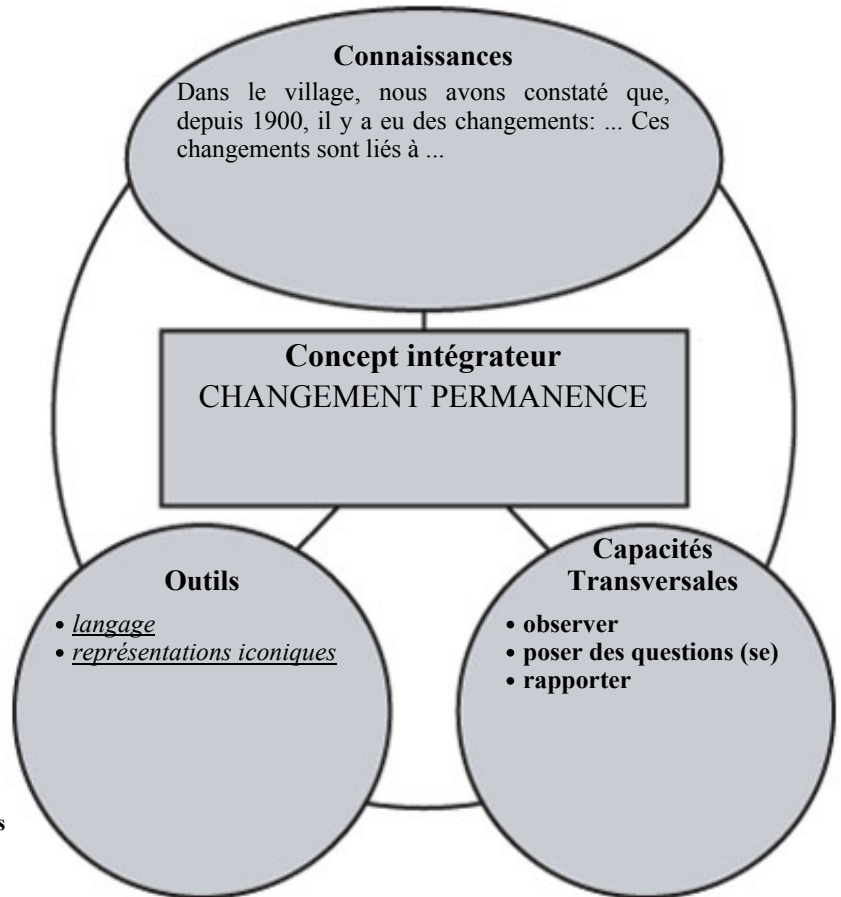 Connaissances
Dans le village, nous avons constaté que,
depuis 1900, il y a eu des changements: ... Ces
changements sont liés à ...
Concept intégrateur
CHANGEMENT PERMANENCE
Outils
• langage
• représentations iconiques
Capacités
Transversales
• observer
• poser des questions (se)
• rapporter